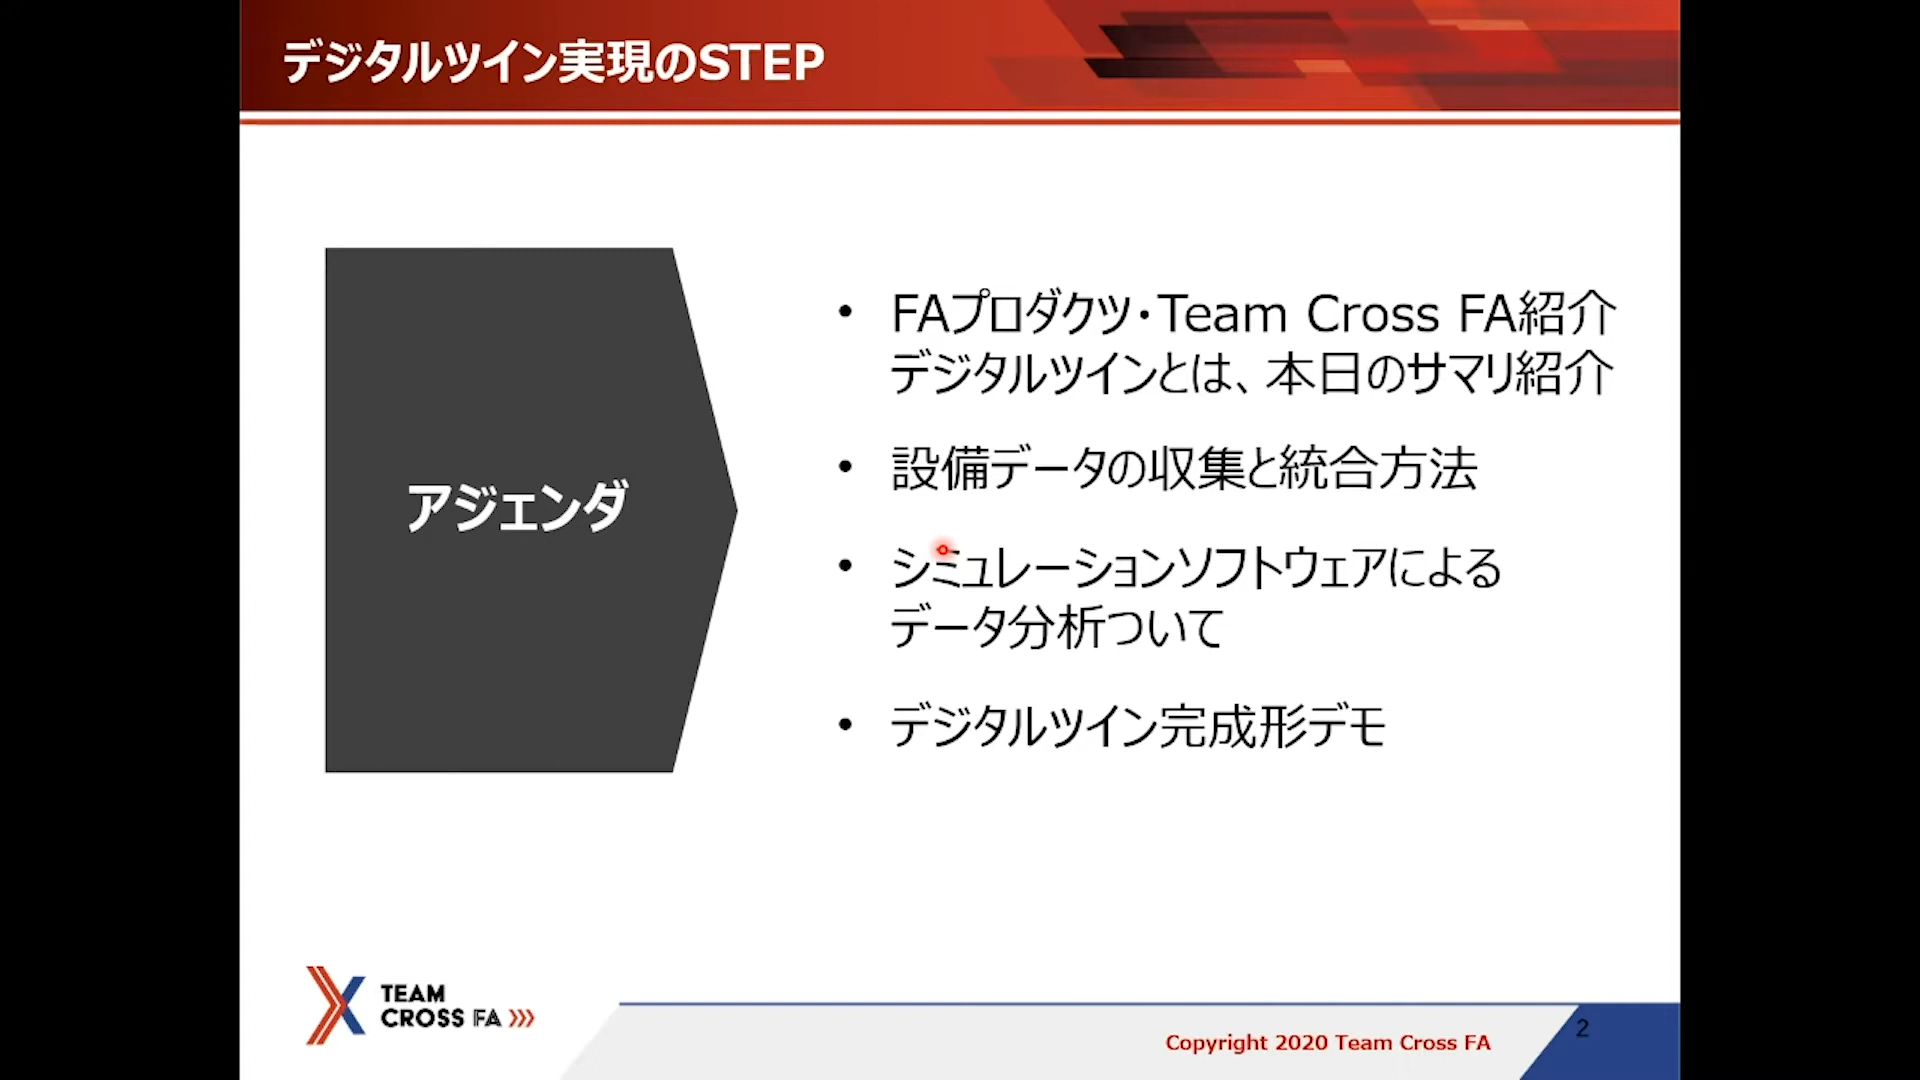 デジタルツイン実現のSTEP
アジェンダ
• FAプロダクツ・Team Cross FA紹介
デジタルツインとは、本日のサマリ紹介
• 設備データの収集と統合方法
• シミュレーションソフトウェアによる
データ分析ついて
• デジタルツイン完成形デモ
TEAM
CROSS FA
Copyright 2020 Team Cross FA
2